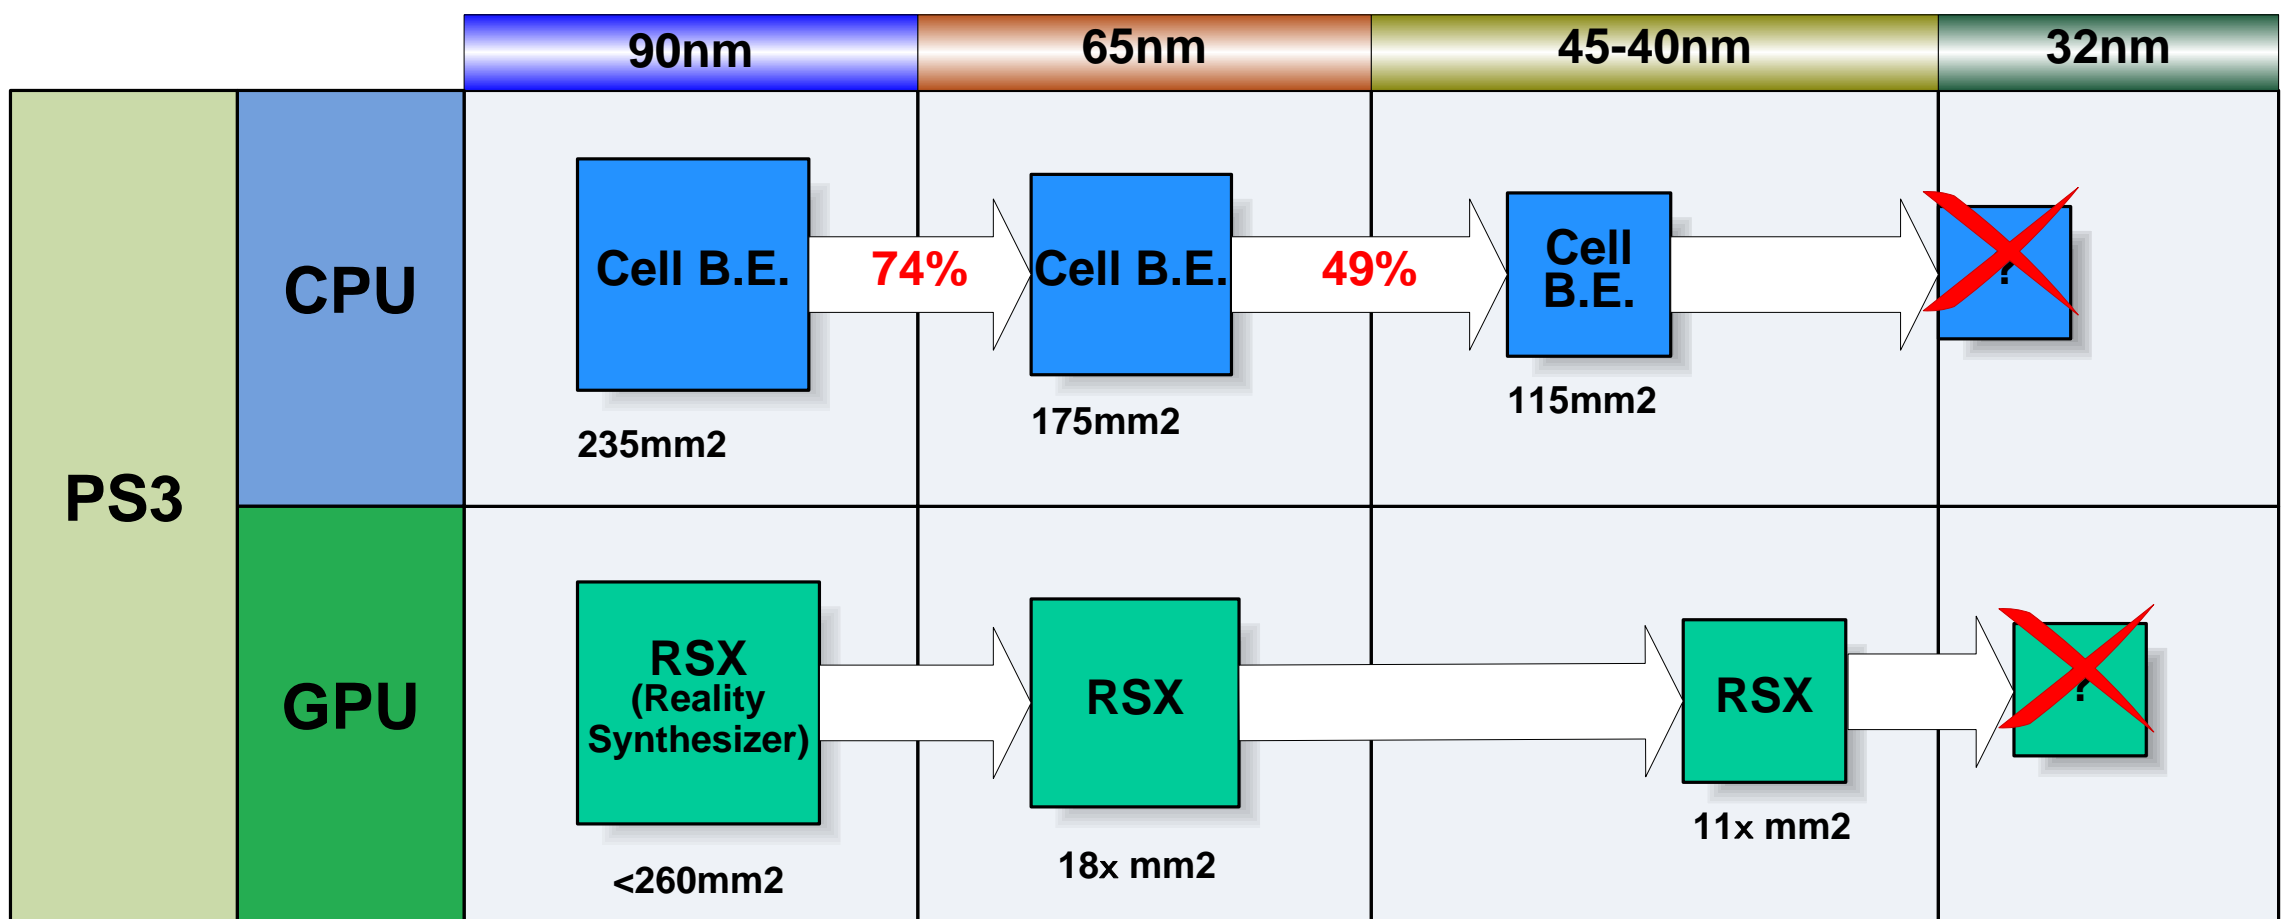 90nm
65nm
45-40nm
32nm
PS3
CPU
Cell B.E.
74%
Cell B.E.
49%
Cell
B.E.
?
235mm2
175mm2
115mm2
GPU
RSX
(Reality
Synthesizer)
RSX
RSX
?
<260mm2
18x mm2
11x mm2